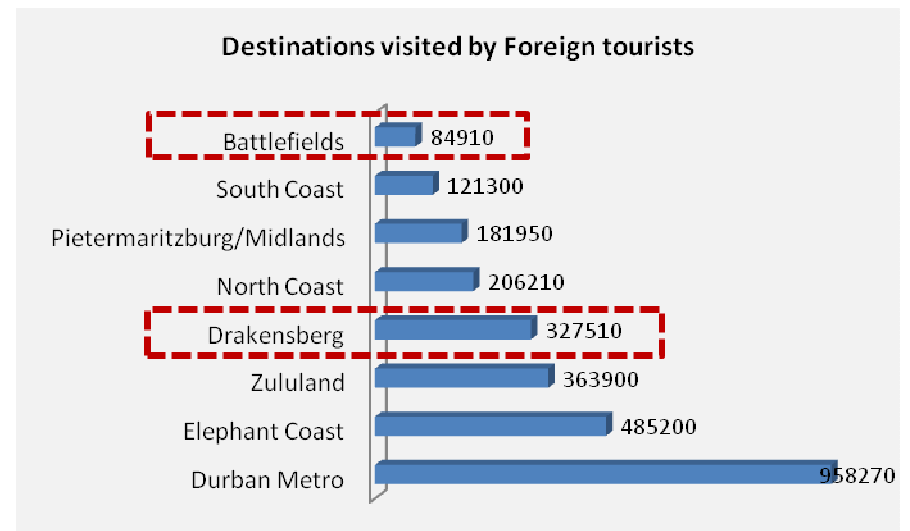 Destinations visited by Foreign tourists
Battlefields 84910
South Coast 121300
Pietermaritzburg/Midlands 181950
North Coast 206210
Drakensberg 327510
Zululand 363900
Elephant Coast 485200
Durban Metro 958270